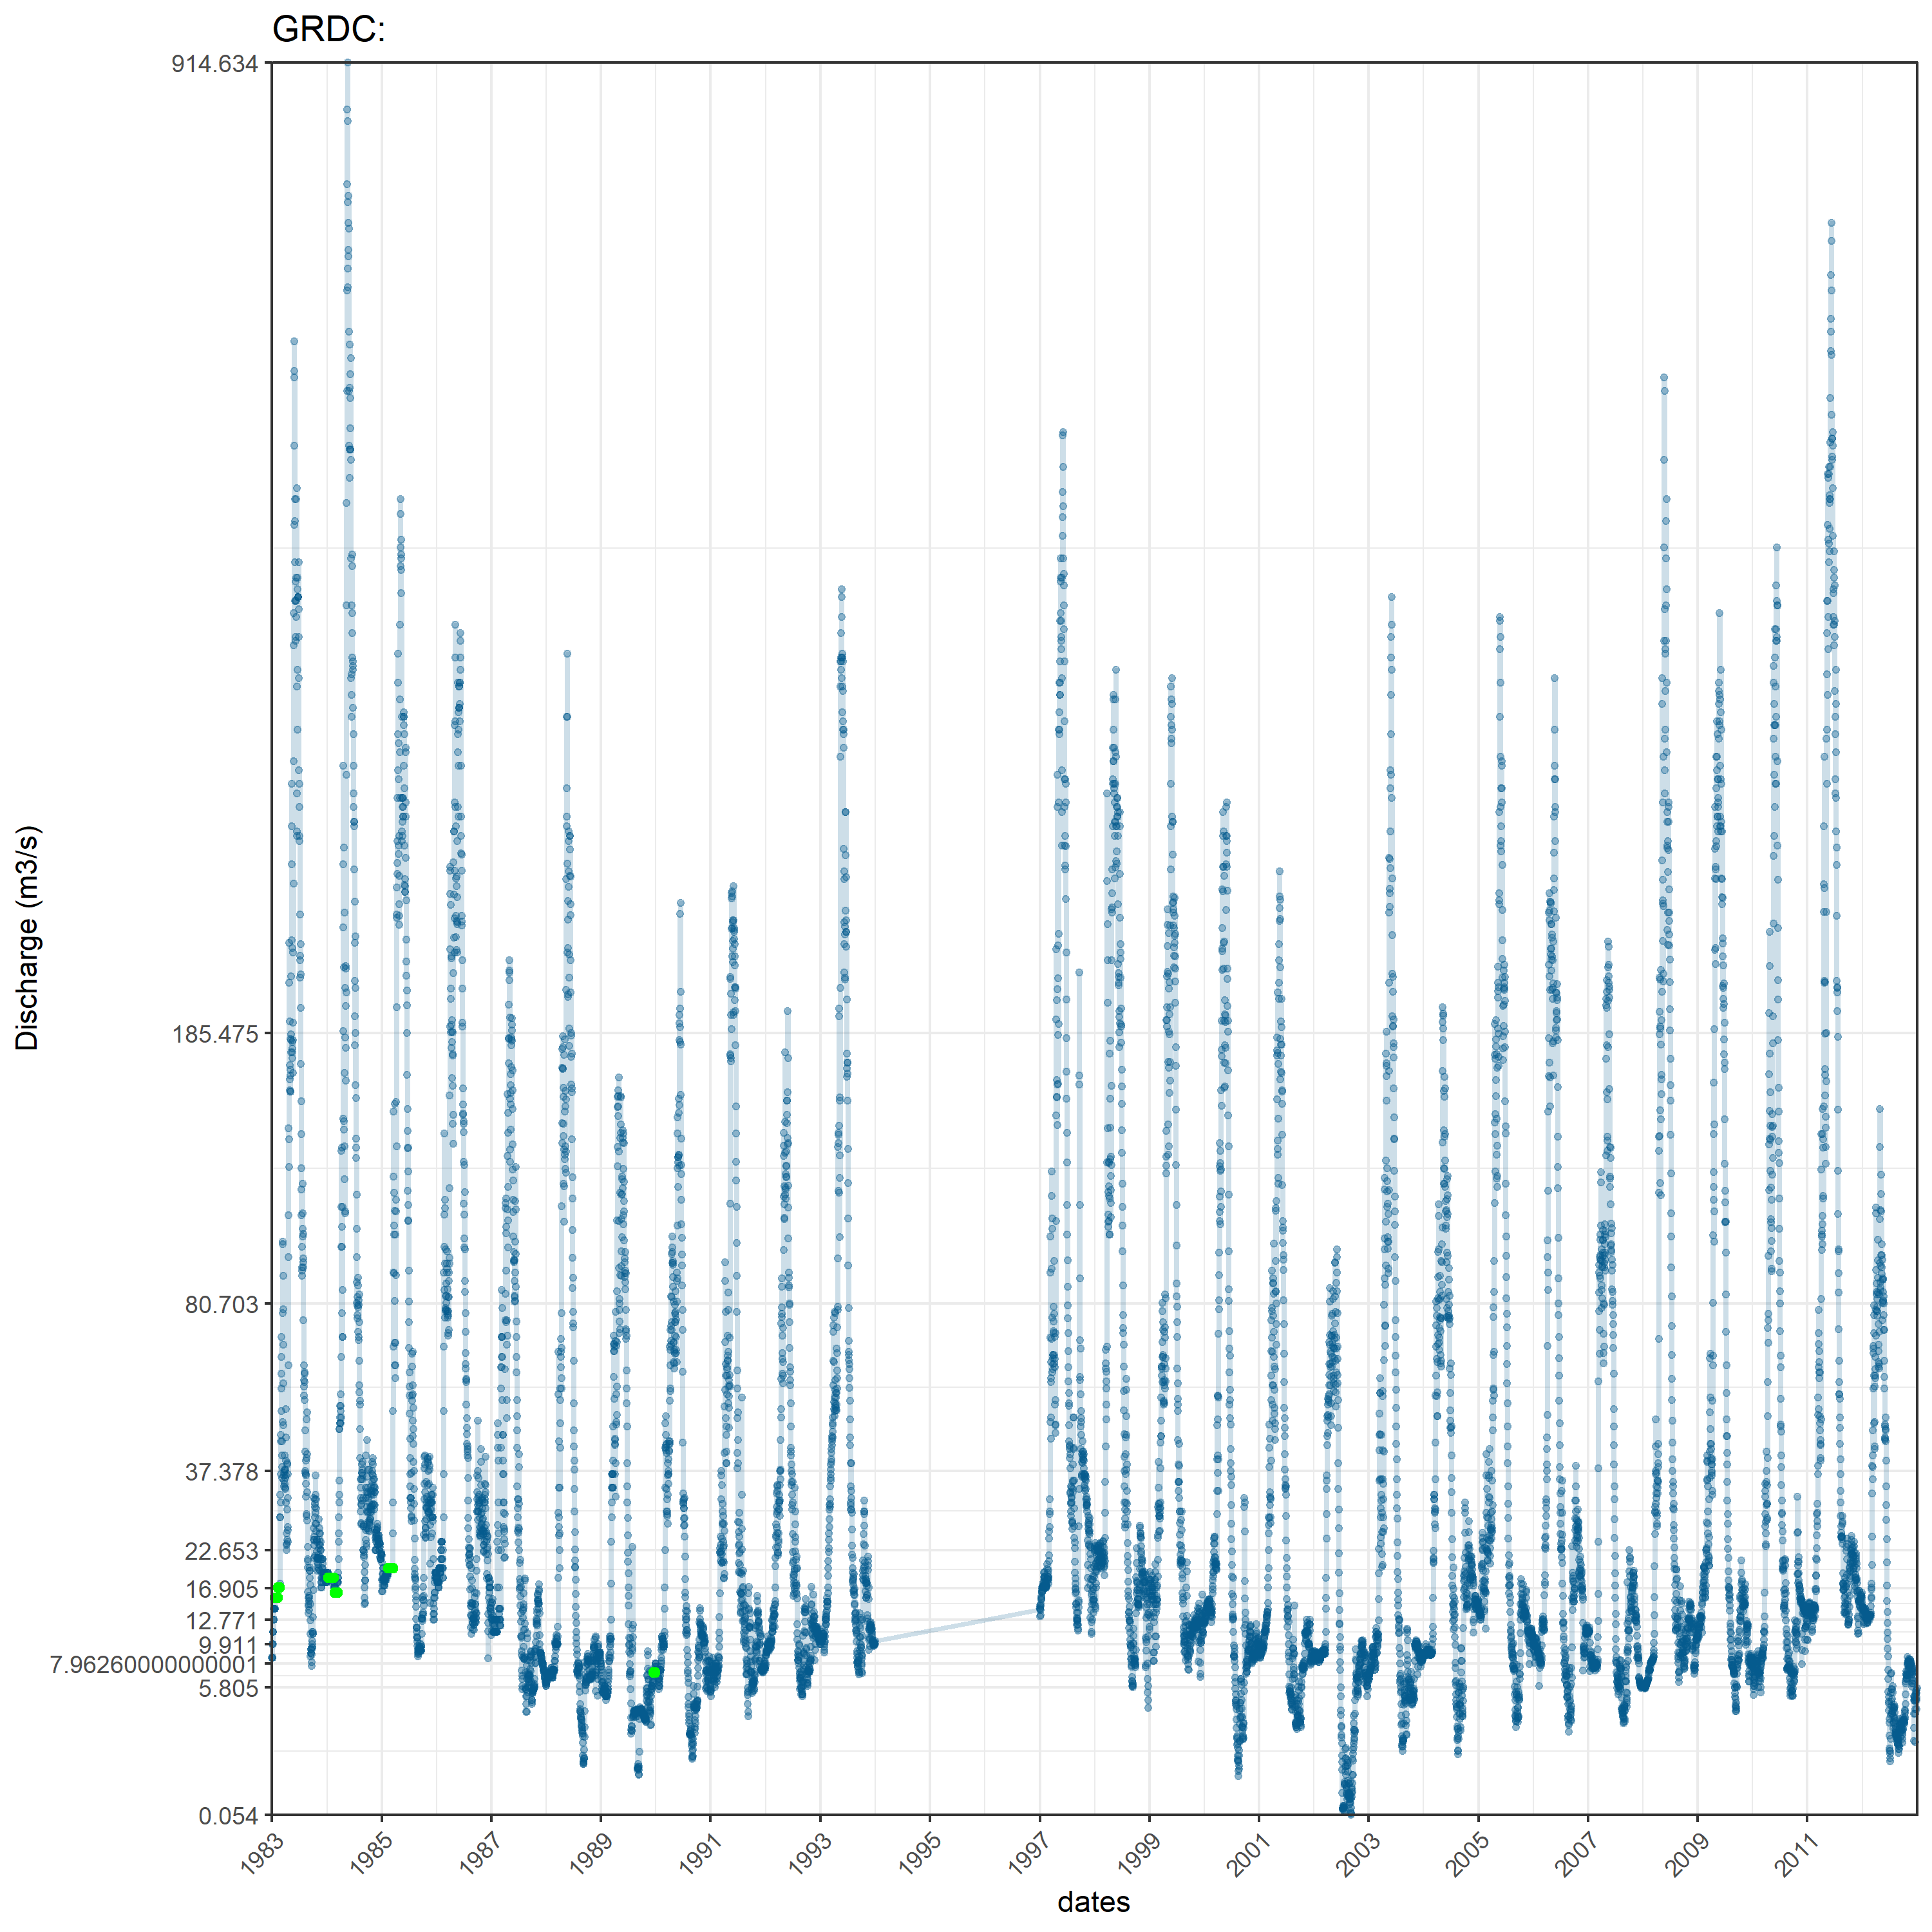 GRDC:
914.634
185.475
80.703
37.378
22.653
16.905
12.771
9.911
7.96260000000001
5.805
0.054
Discharge (m3/s)
1983 1985 1987 1989 1991 1993 1995 1997 1999 2001 2003 2005 2007 2009 2011
dates